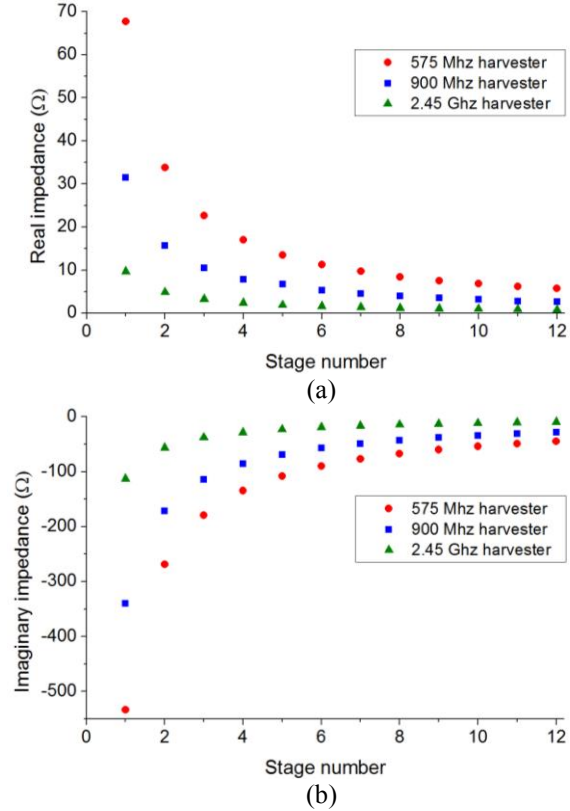 70
60
50
40
30
20
10
0
Real impedance (Ω)
575 Mhz harvester
900 Mhz harvester
2.45 Ghz harvester
0 2 4 6 8 10 12
Stage number
(a)
0
-100
-200
-300
-400
-500
Imaginary impedance (Ω)
575 Mhz harvester
900 Mhz harvester
2.45 Ghz harvester
0 2 4 6 8 10 12
Stage number
(b)